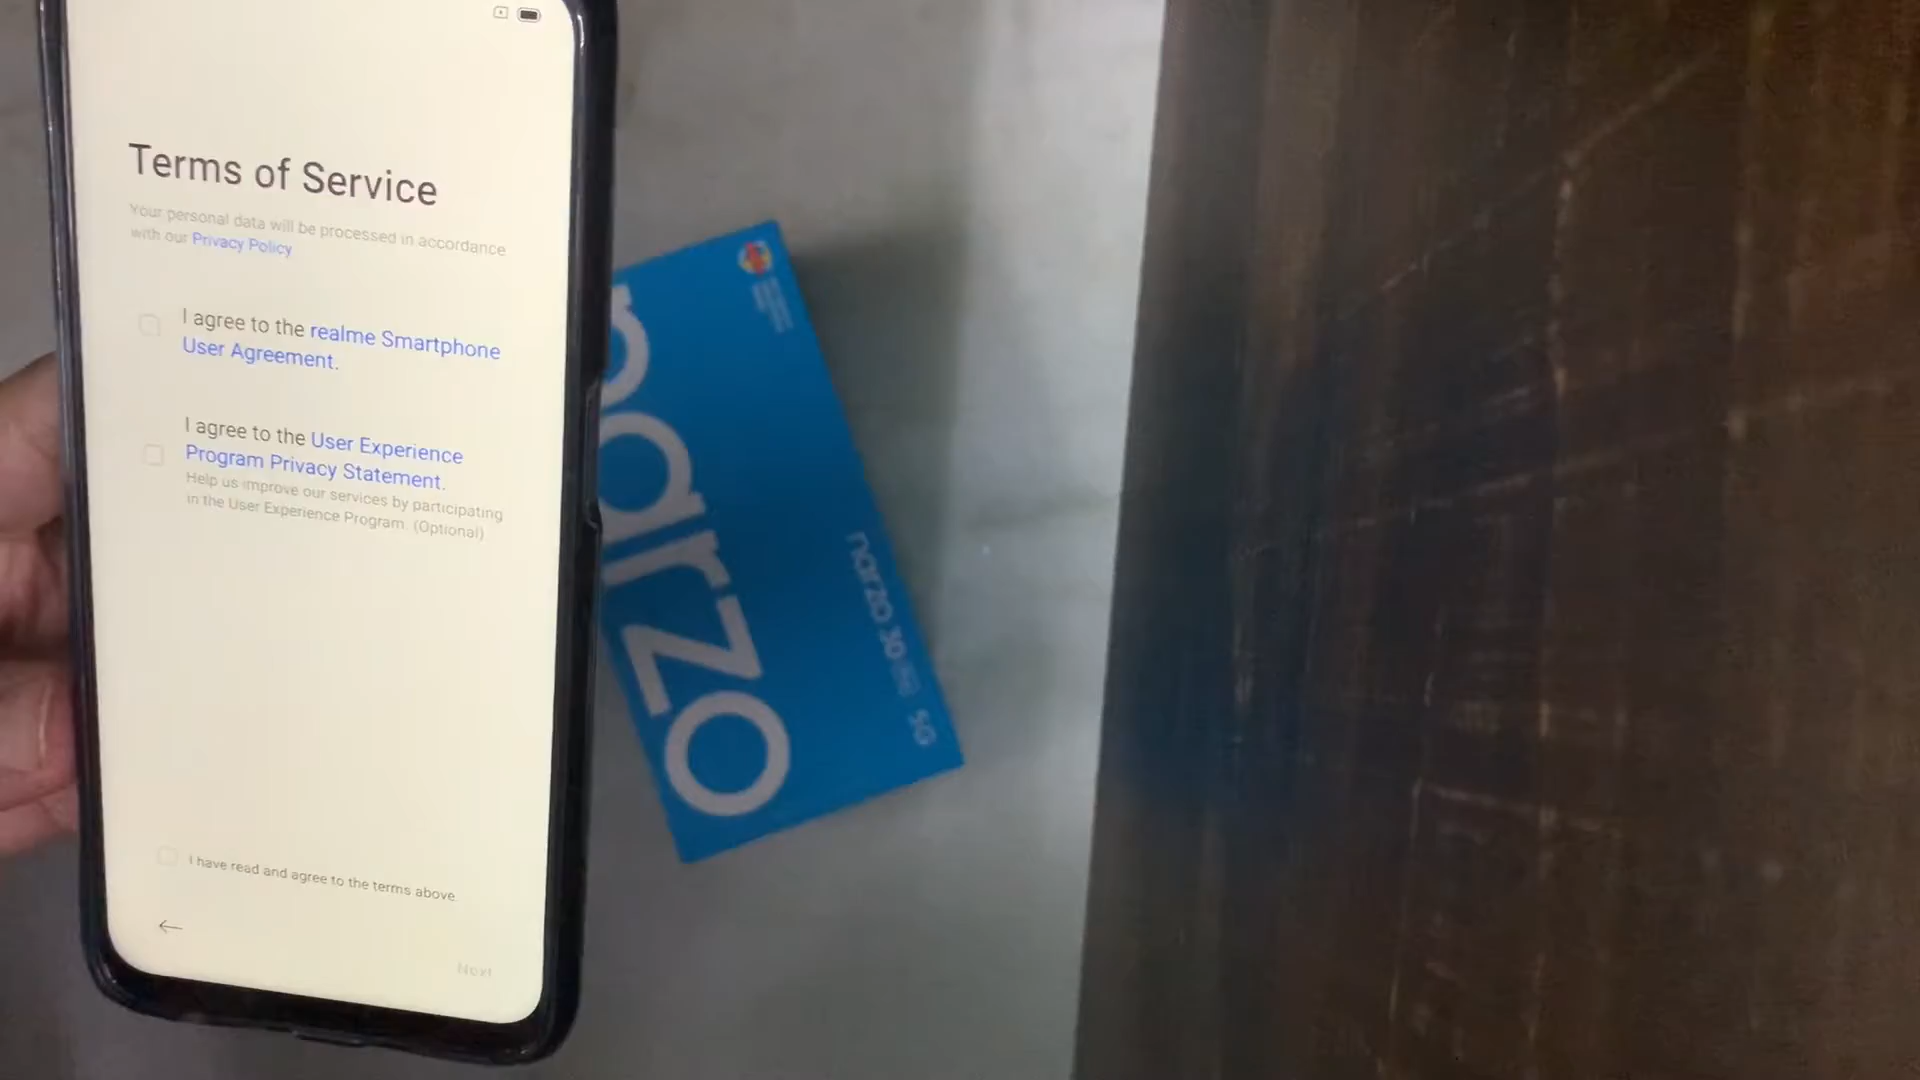 Terms of Service
Your personal data will be processed in accordance
with our Privacy Policy
I agree to the realme Smartphone
User Agreement.
I agree to the User Experience
Program Privacy Statement.
Help us improve our services by participating
in the User Experience Program. (Optional)
I have read and agree to the terms above.
Next
narzo
narzo 30 5G